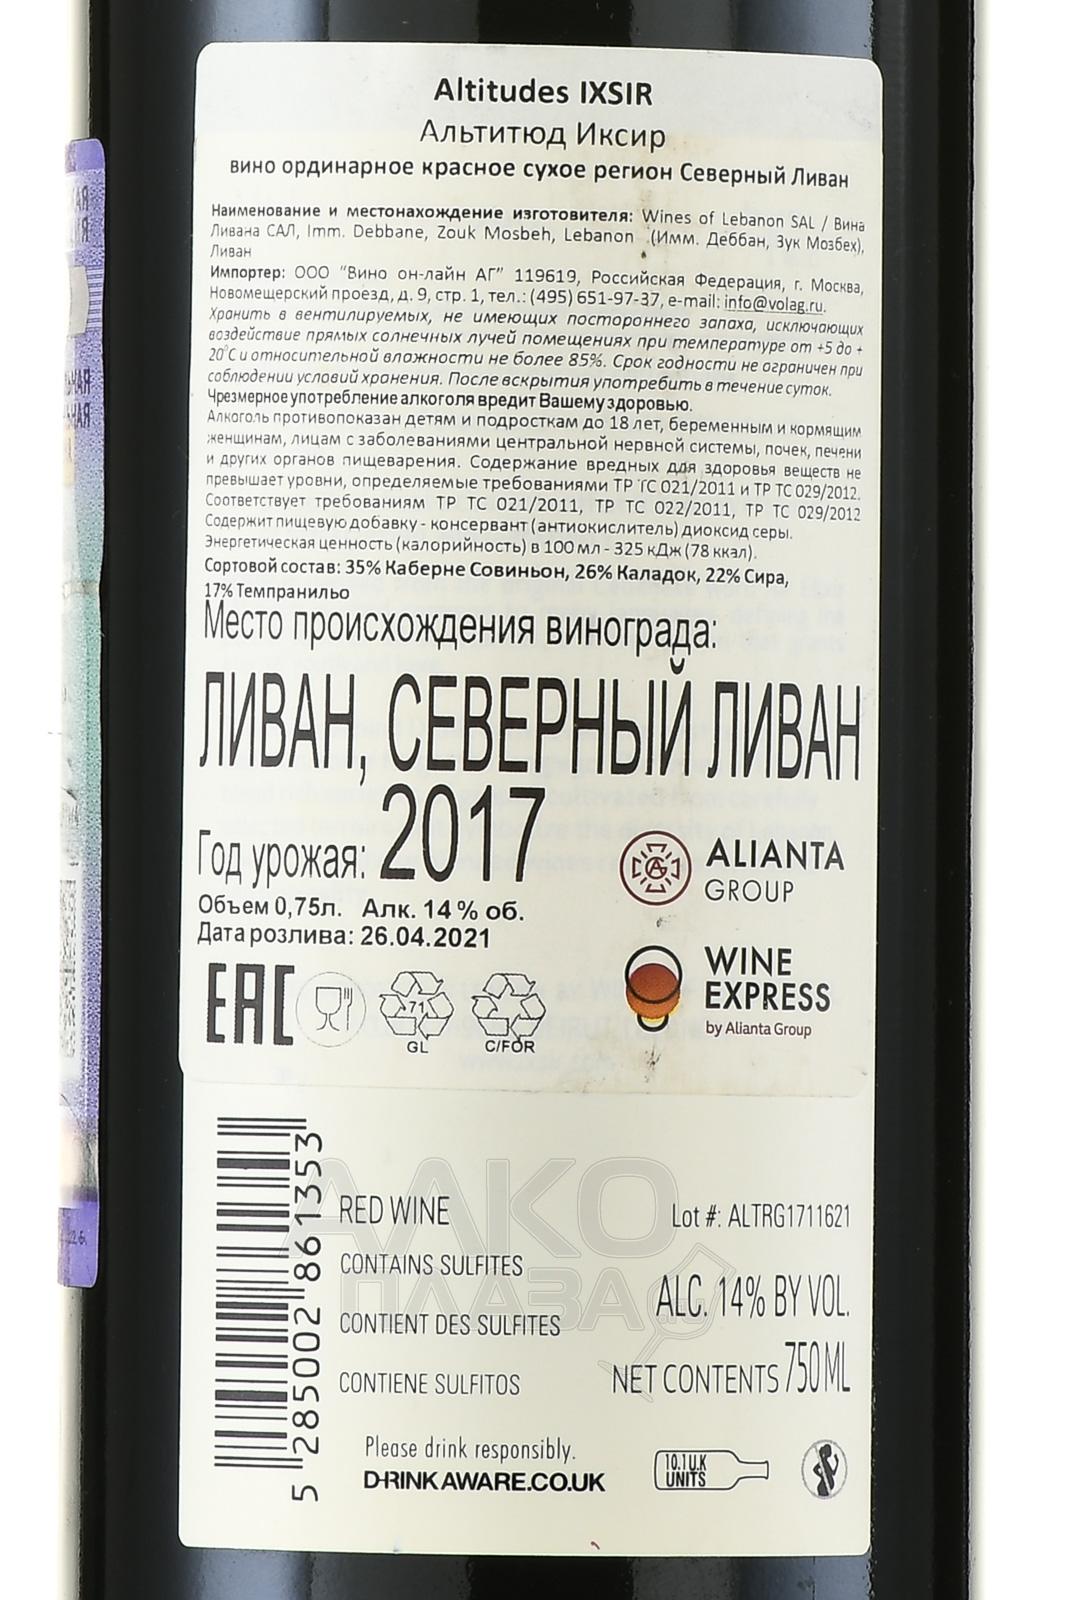 Altitudes IXSIR
Альтитюд Иксир
вино ординарное красное сухое регион Северный Ливан
Наименование и местонахождение изготовителя: Wines of Lebanon SAL / Вина
Ливана САЛ, Imm. Debbane, Zouk Mosbeh, Lebanon (Имм. Деббан, Зук Мозбех),
Ливан
Импортер: ООО "Вино он-лайн АГ" 119619, Российская Федерация, г. Москва,
Новомещерский проезд, д. 9, стр. 1, тел.: (495) 651-97-37, e-mail: info@volag.ru.
Хранить в вентилируемых, не имеющих постороннего запаха, исключающих
воздействие прямых солнечных лучей помещениях при температуре от +5 до +
20°С и относительной влажности не более 85%. Срок годности не ограничен при
соблюдении условий хранения. После вскрытия употребить в течение суток.
Чрезмерное употребление алкоголя вредит Вашему здоровью.
Алкоголь противопоказан детям и подросткам до 18 лет, беременным и кормящим
женщинам, лицам с заболеваниями центральной нервной системы, почек, печени
и других органов пищеварения. Содержание вредных для здоровья веществ не
превышает уровни, определяемые требованиями ТР ТС 021/2011 и ТР ТС 029/2012.
Соответствует требованиям ТР ТС 021/2011, ТР ТС 022/2011, ТР ТС 029/2012
Содержит пищевую добавку - консервант (антиокислитель) диоксид серы.
Энергетическая ценность (калорийность) в 100 мл - 325 кДж (78 ккал).
Сортовой состав: 35% Каберне Совиньон, 26% Каладок, 22% Сира,
17% Темпранильо
Место происхождения винограда:
ЛИВАН, СЕВЕРНЫЙ ЛИВАН
Год урожая: 2017
Объем 0,75л. Алк. 14 % об.
Дата розлива: 26.04.2021
ALIANTA
GROUP
WINE
EXPRESS
by Alianta Group
EAC
71
GL
C/FOR
5 285002 861353
АЛКО
ПЛАЗА.ru
RED WINE
CONTAINS SULFITES
CONTIENT DES SULFITES
CONTIENE SULFITOS
Lot #: ALTRG1711621
ALC. 14% BY VOL.
NET CONTENTS 750 ML
Please drink responsibly.
DRINKAWARE.CO.UK
10.1 U.K
UNITS